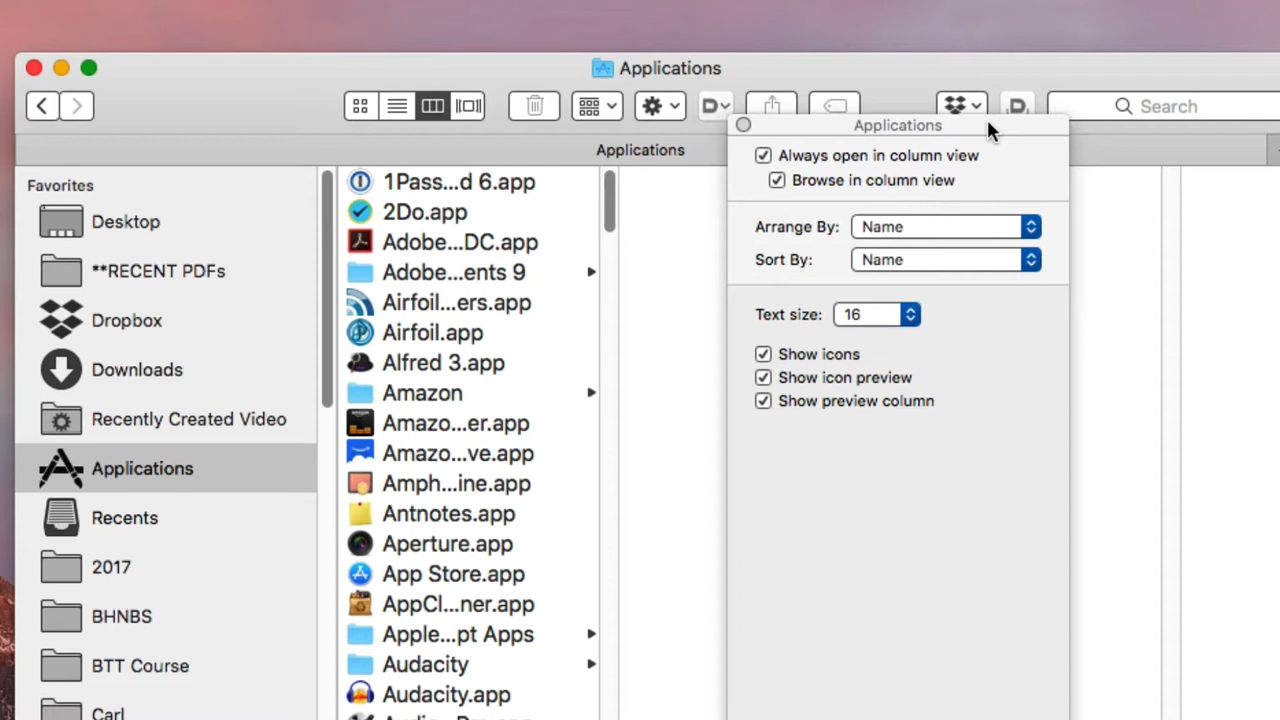 Applications
Search
Applications
Applications
Always open in column view
Browse in column view
Arrange By: Name
Sort By: Name
Text size: 16
Show icons
Show icon preview
Show preview column
Favorites
Desktop
**RECENT PDFs
Dropbox
Downloads
Recently Created Video
Applications
Recents
2017
BHNBS
BTT Course
Carl
1Pass...d 6.app
2Do.app
Adobe...DC.app
Adobe...ents 9
Airfoil...ers.app
Airfoil.app
Alfred 3.app
Amazon
Amazo...er.app
Amazo...ve.app
Amph...ine.app
Antnotes.app
Aperture.app
App Store.app
AppCl...ner.app
Apple...pt Apps
Audacity
Audacity.app